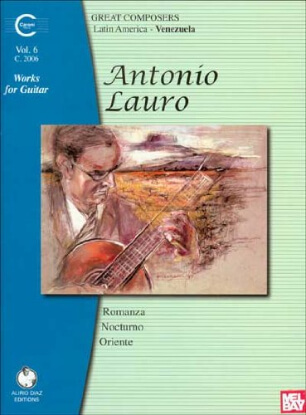 GREAT COMPOSERS
Latin America - Venezuela
Caroni
Vol. 6
C. 2006
Works
for Guitar
Antonio
Lauro
Romanza
Nocturno
Oriente
ALIRIO DIAZ
EDITIONS
MEL
BAY